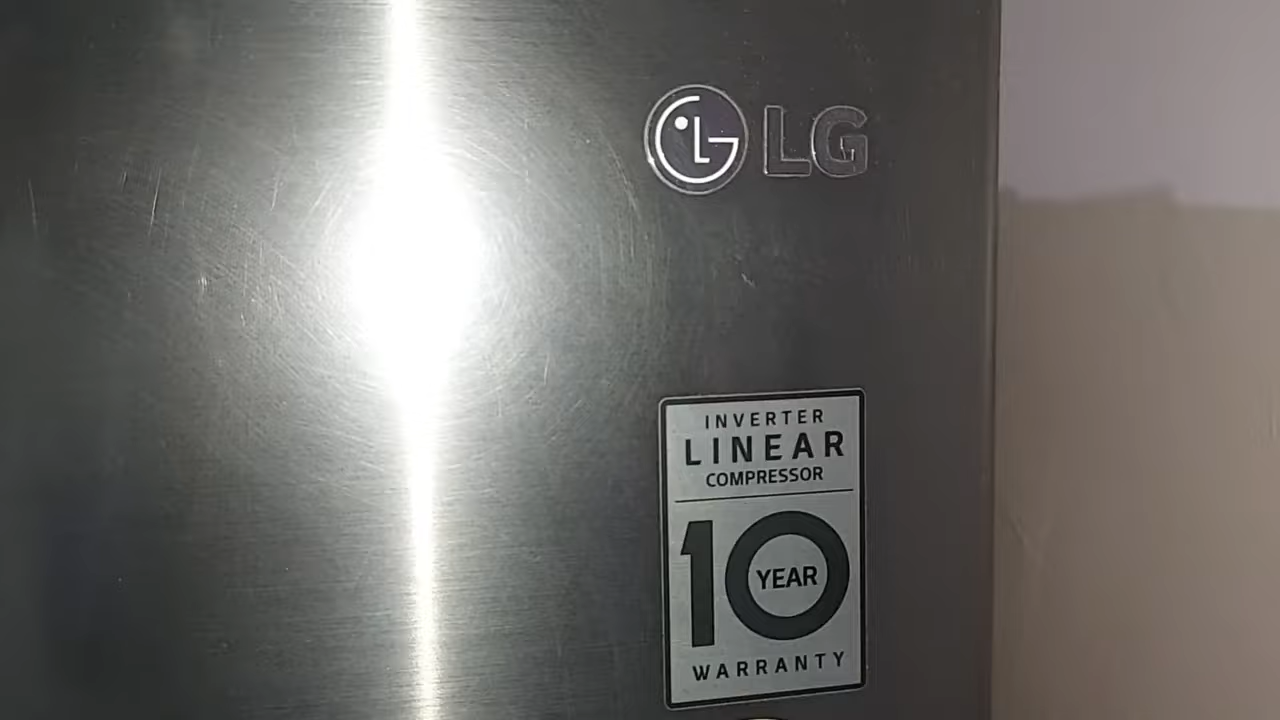 LG
INVERTER
LINEAR
COMPRESSOR
10
YEAR
WARRANTY